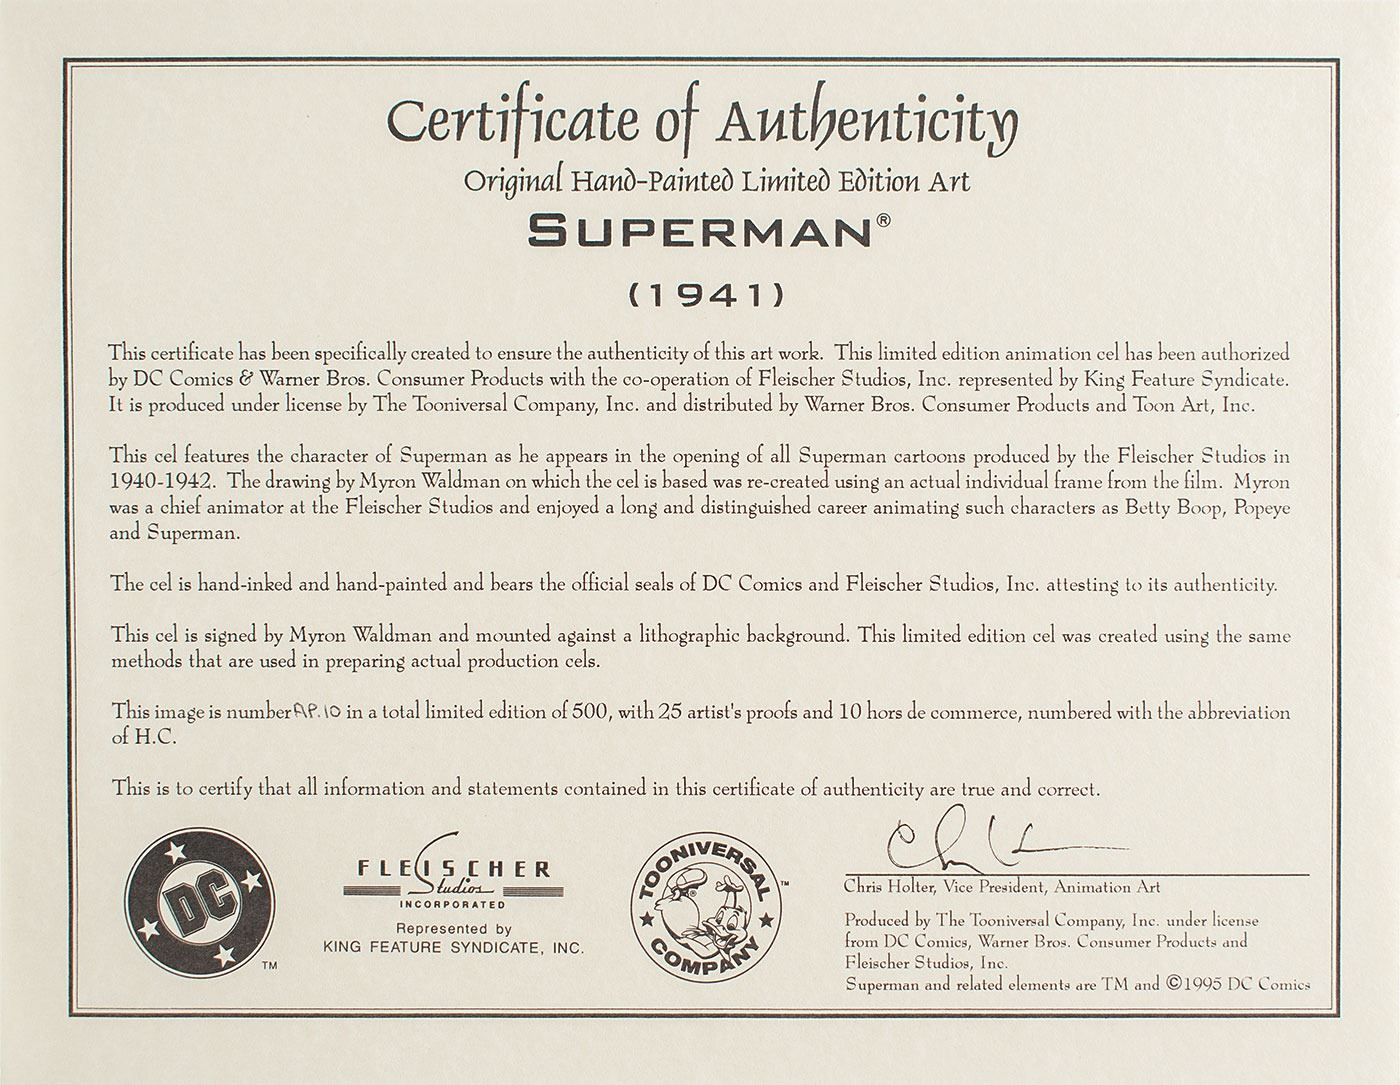 Certificate of Authenticity
Original Hand-Painted Limited Edition Art
SUPERMAN®
(1941)
This certificate has been specifically created to ensure the authenticity of this art work. This limited edition animation cel has been authorized
by DC Comics & Warner Bros. Consumer Products with the co-operation of Fleischer Studios, Inc. represented by King Feature Syndicate.
It is produced under license by The Tooniversal Company, Inc. and distributed by Warner Bros. Consumer Products and Toon Art, Inc.
This cel features the character of Superman as he appears in the opening of all Superman cartoons produced by the Fleischer Studios in
1940-1942. The drawing by Myron Waldman on which the cel is based was re-created using an actual individual frame from the film. Myron
was a chief animator at the Fleischer Studios and enjoyed a long and distinguished career animating such characters as Betty Boop, Popeye
and Superman.
The cel is hand-inked and hand-painted and bears the official seals of DC Comics and Fleischer Studios, Inc. attesting to its authenticity.
This cel is signed by Myron Waldman and mounted against a lithographic background. This limited edition cel was created using the same
methods that are used in preparing actual production cels.
This image is number AP.10 in a total limited edition of 500, with 25 artist's proofs and 10 hors de commerce, numbered with the abbreviation
of H.C.
This is to certify that all information and statements contained in this certificate of authenticity are true and correct.
DC
TM
FLEISCHER
Studios
INCORPORATED
Represented by
KING FEATURE SYNDICATE, INC.
TOONIVERSAL
COMPANY
TM
Chris Holter, Vice President, Animation Art
Produced by The Tooniversal Company, Inc. under license
from DC Comics, Warner Bros. Consumer Products and
Fleischer Studios, Inc.
Superman and related elements are TM and ©1995 DC Comics